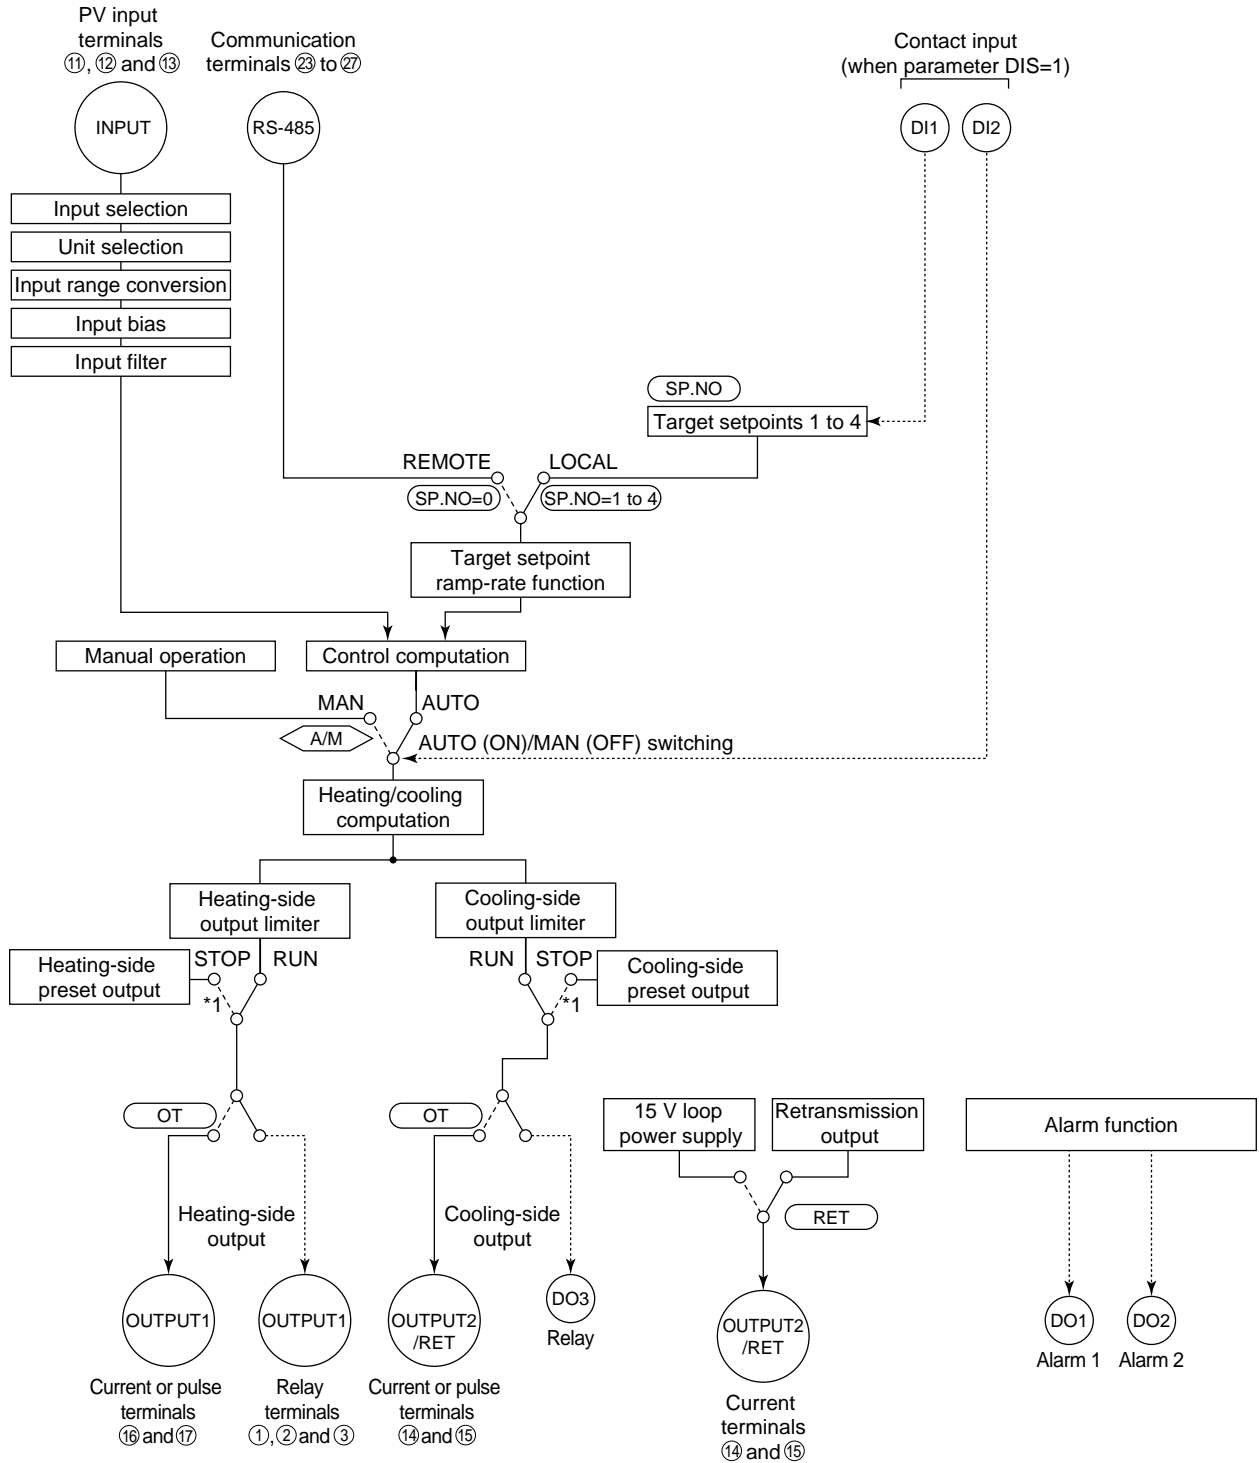 PV input
terminals
⑪, ⑫ and ⑬
Communication
terminals ㉓ to ㉗
Contact input
(when parameter DIS=1)
INPUT
RS-485
DI1
DI2
Input selection
Unit selection
Input range conversion
Input bias
Input filter
SP.NO
Target setpoints 1 to 4
REMOTE
LOCAL
SP.NO=0
SP.NO=1 to 4
Target setpoint
ramp-rate function
Manual operation
Control computation
MAN
AUTO
A/M
AUTO (ON)/MAN (OFF) switching
Heating/cooling
computation
Heating-side
output limiter
Cooling-side
output limiter
Heating-side
preset output
STOP
RUN
*1
RUN
STOP
*1
Cooling-side
preset output
OT
OT
15 V loop
power supply
Retransmission
output
Alarm function
Heating-side
output
Cooling-side
output
RET
OUTPUT1
OUTPUT1
OUTPUT2
/RET
DO3
Relay
OUTPUT2
/RET
DO1
Alarm 1
DO2
Alarm 2
Current or pulse
terminals
⑯ and ⑰
Relay
terminals
①, ② and ③
Current or pulse
terminals
⑭ and ⑮
Current
terminals
⑭ and ⑮